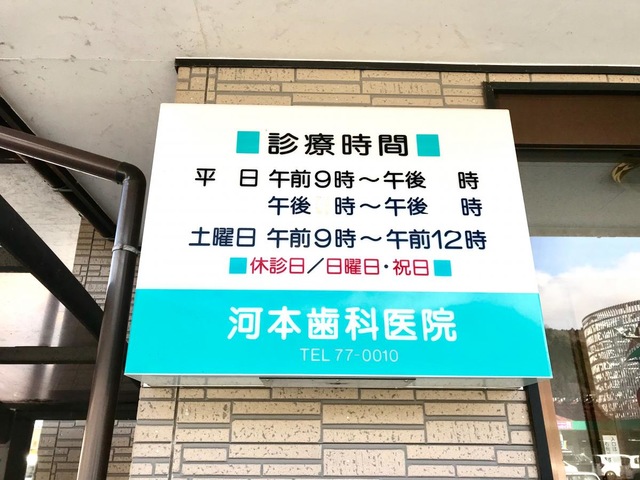 診療時間
平日 午前9時～午後 時
午後 時～午後 時
土曜日 午前9時～午前12時
休診日／日曜日・祝日
河本歯科医院
TEL 77-0010